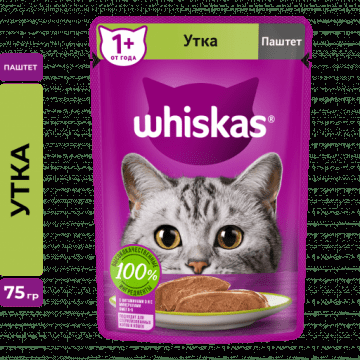 ПАШТЕТ
УТКА
75 ГР
1+
ОТ ГОДА
Утка
Паштет
whiskas®
100%